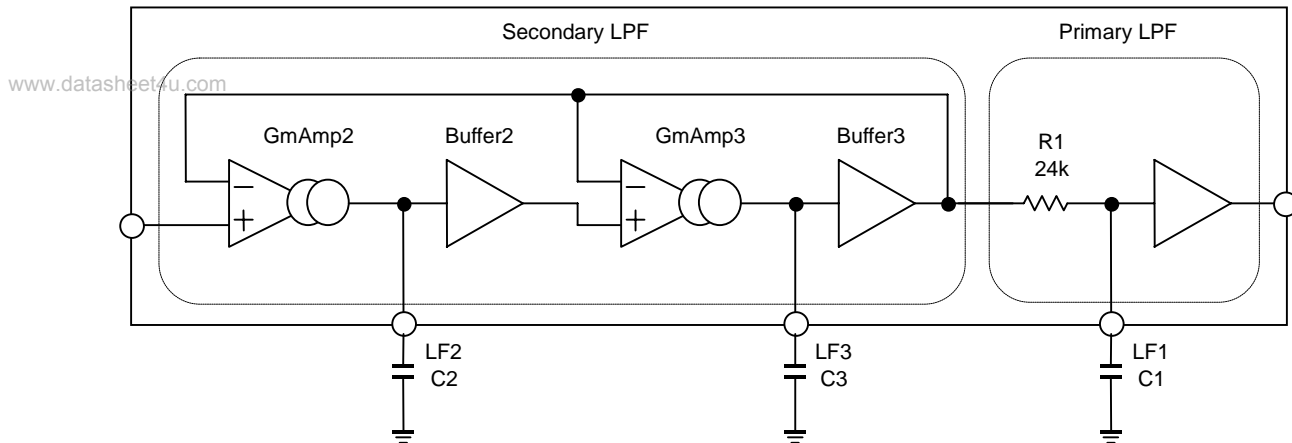 Secondary LPF
Primary LPF
www.datasheet4u.com
GmAmp2
Buffer2
GmAmp3
Buffer3
R1
24k
−
+
−
+
LF2
C2
LF3
C3
LF1
C1